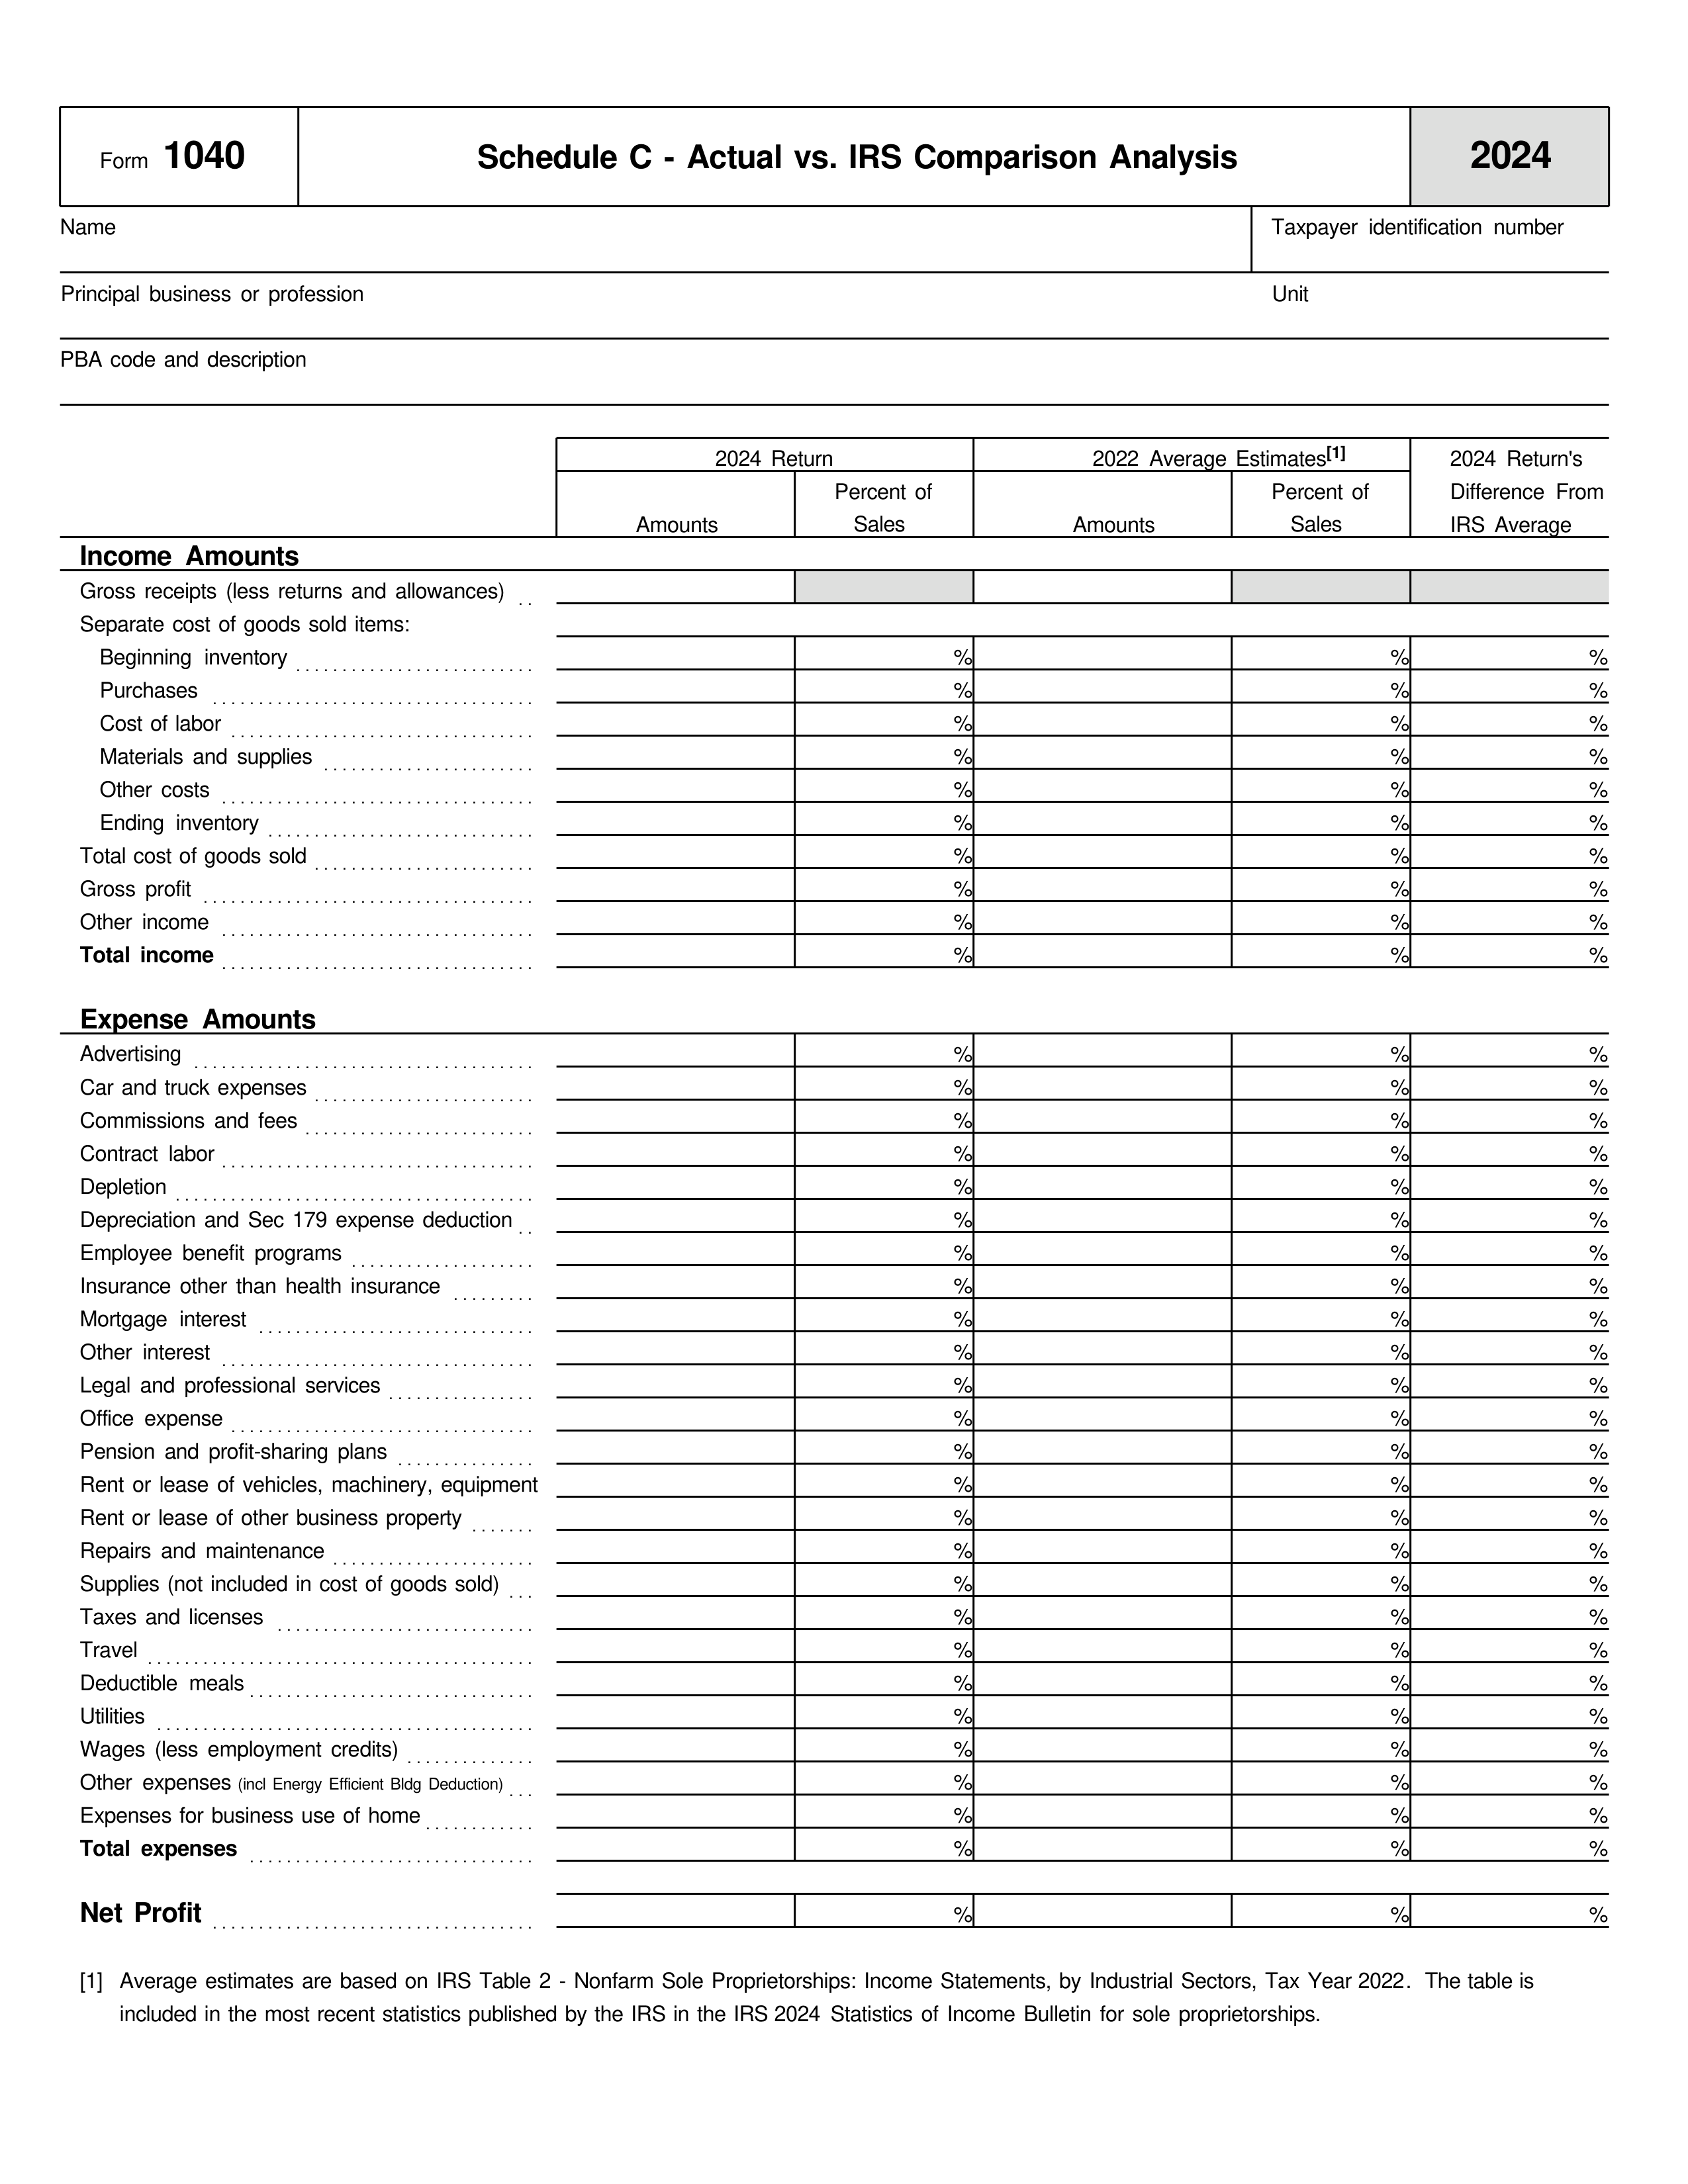 Form 1040
Schedule C - Actual vs. IRS Comparison Analysis
2024
Name
Taxpayer identification number
Principal business or profession
Unit
PBA code and description
2024 Return
2022 Average Estimates[1]
2024 Return's
Percent of
Percent of
Difference From
Amounts
Sales
Amounts
Sales
IRS Average
Income Amounts
Gross receipts (less returns and allowances) . .
Separate cost of goods sold items:
Beginning inventory % % %
Purchases % % %
Cost of labor % % %
Materials and supplies % % %
Other costs % % %
Ending inventory % % %
Total cost of goods sold % % %
Gross profit % % %
Other income % % %
Total income % % %
Expense Amounts
Advertising % % %
Car and truck expenses % % %
Commissions and fees % % %
Contract labor % % %
Depletion % % %
Depreciation and Sec 179 expense deduction % % %
Employee benefit programs % % %
Insurance other than health insurance % % %
Mortgage interest % % %
Other interest % % %
Legal and professional services % % %
Office expense % % %
Pension and profit-sharing plans % % %
Rent or lease of vehicles, machinery, equipment % % %
Rent or lease of other business property % % %
Repairs and maintenance % % %
Supplies (not included in cost of goods sold) % % %
Taxes and licenses % % %
Travel % % %
Deductible meals % % %
Utilities % % %
Wages (less employment credits) % % %
Other expenses (incl Energy Efficient Bldg Deduction) % % %
Expenses for business use of home % % %
Total expenses % % %
Net Profit % % %
[1] Average estimates are based on IRS Table 2 - Nonfarm Sole Proprietorships: Income Statements, by Industrial Sectors, Tax Year 2022. The table is
included in the most recent statistics published by the IRS in the IRS 2024 Statistics of Income Bulletin for sole proprietorships.